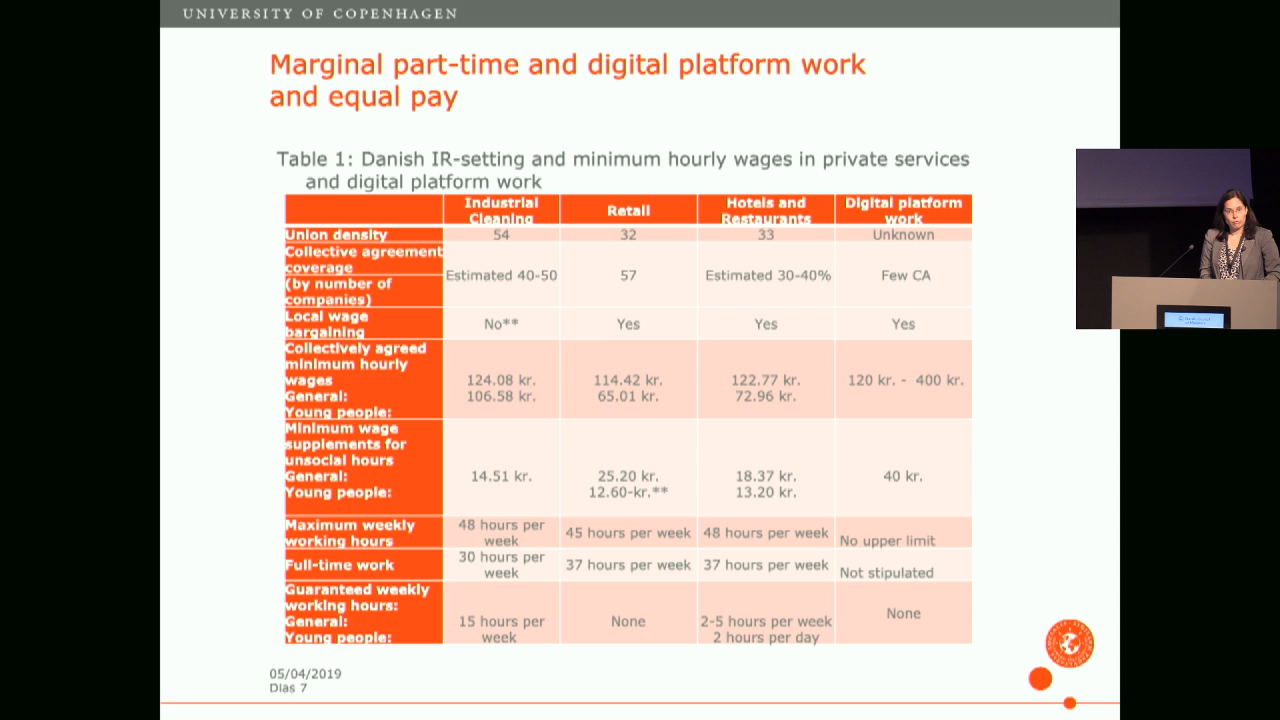 UNIVERSITY OF COPENHAGEN
Marginal part-time and digital platform work
and equal pay
Table 1: Danish IR-setting and minimum hourly wages in private services
and digital platform work
Industrial Cleaning
Retail
Hotels and Restaurants
Digital platform work
Union density
54
32
33
Unknown
Collective agreement
coverage
(by number of
companies)
Estimated 40-50
57
Estimated 30-40%
Few CA
Local wage
bargaining
No**
Yes
Yes
Yes
Collectively agreed
minimum hourly
wages
General:
Young people:
124.08 kr.
106.58 kr.
114.42 kr.
65.01 kr.
122.77 kr.
72.96 kr.
120 kr. - 400 kr.
Minimum wage
supplements for
unsocial hours
General:
Young people:
14.51 kr.
25.20 kr.
12.60-kr.**
18.37 kr.
13.20 kr.
40 kr.
Maximum weekly
working hours
48 hours per
week
45 hours per week
48 hours per week
No upper limit
Full-time work
30 hours per
week
37 hours per week
37 hours per week
Not stipulated
Guaranteed weekly
working hours:
General:
Young people:
15 hours per
week
None
2-5 hours per week
2 hours per day
None
05/04/2019
Dias 7